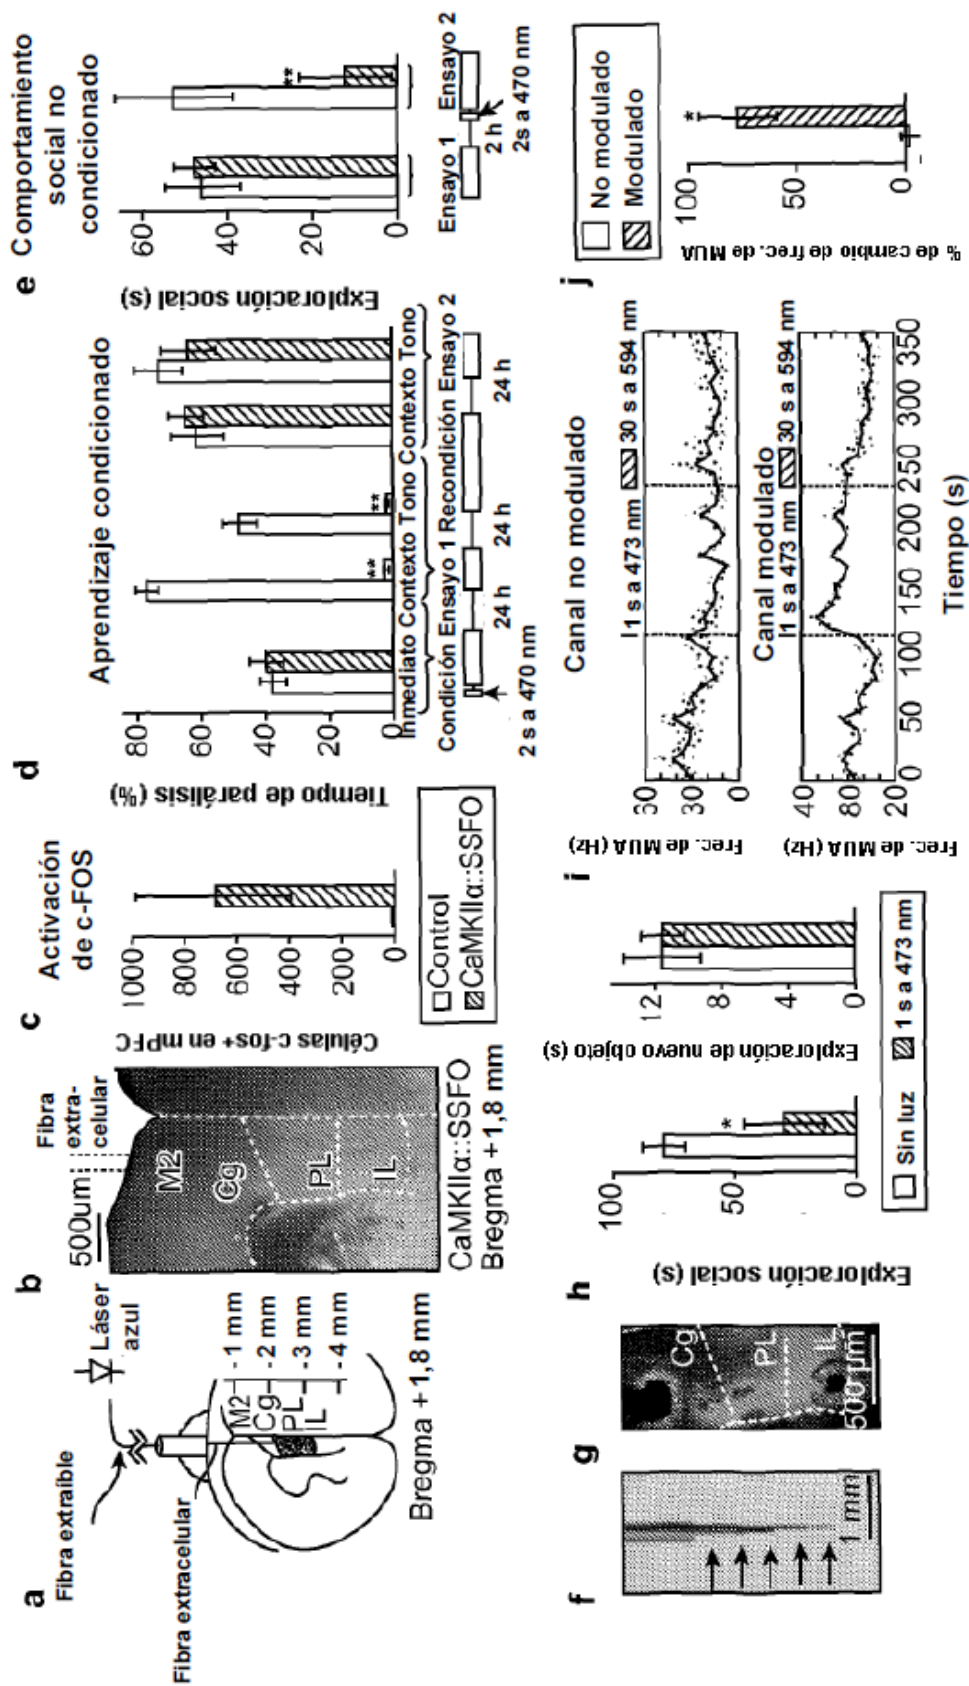 a
Fibra extraíble
Láser
azul
Fibra extracelular
M2
Cg
PL
IL
1 mm
2 mm
3 mm
4 mm
Bregma +1,8 mm
b
500um
Fibra
extra-
celular
M2
Cg
PL
IL
CaMKIIα::SSFO
Bregma +1,8 mm
c
Activación
de c-FOS
Células c-fos+ en mPFC
1000
800
600
400
200
0
Control
CaMKIIα::SSFO
d
Aprendizaje condicionado
Tiempo de parálisis (%)
80
60
40
20
0
** **
Inmediato Contexto Tono Contexto Tono
Condición Ensayo 1 Recondición Ensayo 2
24h 24h 24 h
2 s a 470 nm
e
Comportamiento
social no
condicionado
Exploración social (s)
60
40
20
0
**
Ensayo 1 Ensayo 2
2 h
2s a 470 nm
f
1 mm
g
Cg
PL
IL
500 µm
h
Exploración social (s)
100
50
0
*
Exploración de nuevo objeto (s)
12
8
4
0
Sin luz
1 s a 473 nm
i
Canal no modulado
1 s a 473 nm
30 s a 594 nm
Frec. de MUA (Hz)
30
30
0
Canal modulado
1 s a 473 nm
30 s a 594 nm
Frec. de MUA (Hz)
40
80
20
0 50 100 150 200 250 300 350
Tiempo (s)
j
No modulado
Modulado
% de cambio de frec. de MUA
100
50
0
*